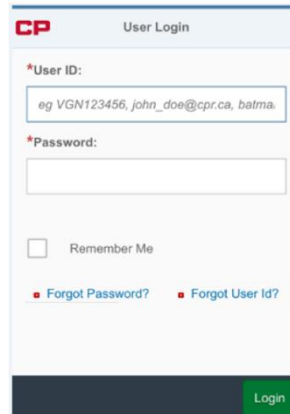 CP User Login
*User ID:
eg VGN123456, john_doe@cpr.ca, batma
*Password:
Remember Me
Forgot Password? Forgot User Id?
Login